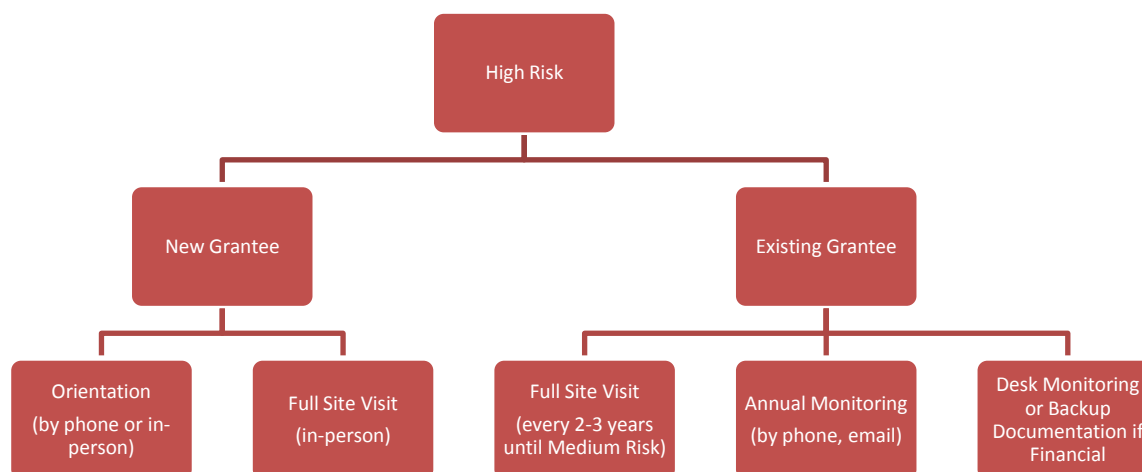 High Risk
New Grantee
Existing Grantee
Orientation
(by phone or in-
person)
Full Site Visit
(in-person)
Full Site Visit
(every 2-3 years
until Medium Risk)
Annual Monitoring
(by phone, email)
Desk Monitoring
or Backup
Documentation if
Financial